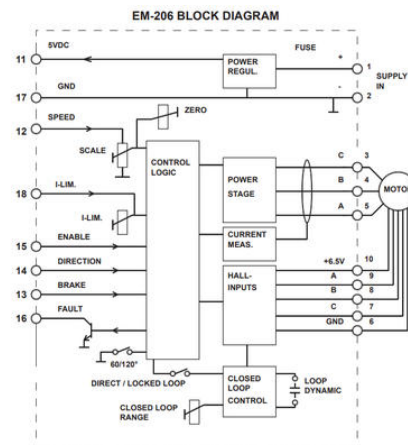 EM-206 BLOCK DIAGRAM
5VDC
11
POWER
REGUL.
FUSE
+
1
SUPPLY
IN
GND
17
-
2
SPEED
12
ZERO
SCALE
CONTROL
LOGIC
POWER
STAGE
C 3
B 4
A 5
MOTOR
I-LIM.
18
I-LIM.
CURRENT
MEAS.
ENABLE
15
DIRECTION
14
BRAKE
13
FAULT
16
HALL-
INPUTS
+6.5V 10
A 9
B 8
C 7
GND 6
60/120°
DIRECT / LOCKED LOOP
CLOSED
LOOP
CONTROL
LOOP
DYNAMIC
CLOSED LOOP
RANGE